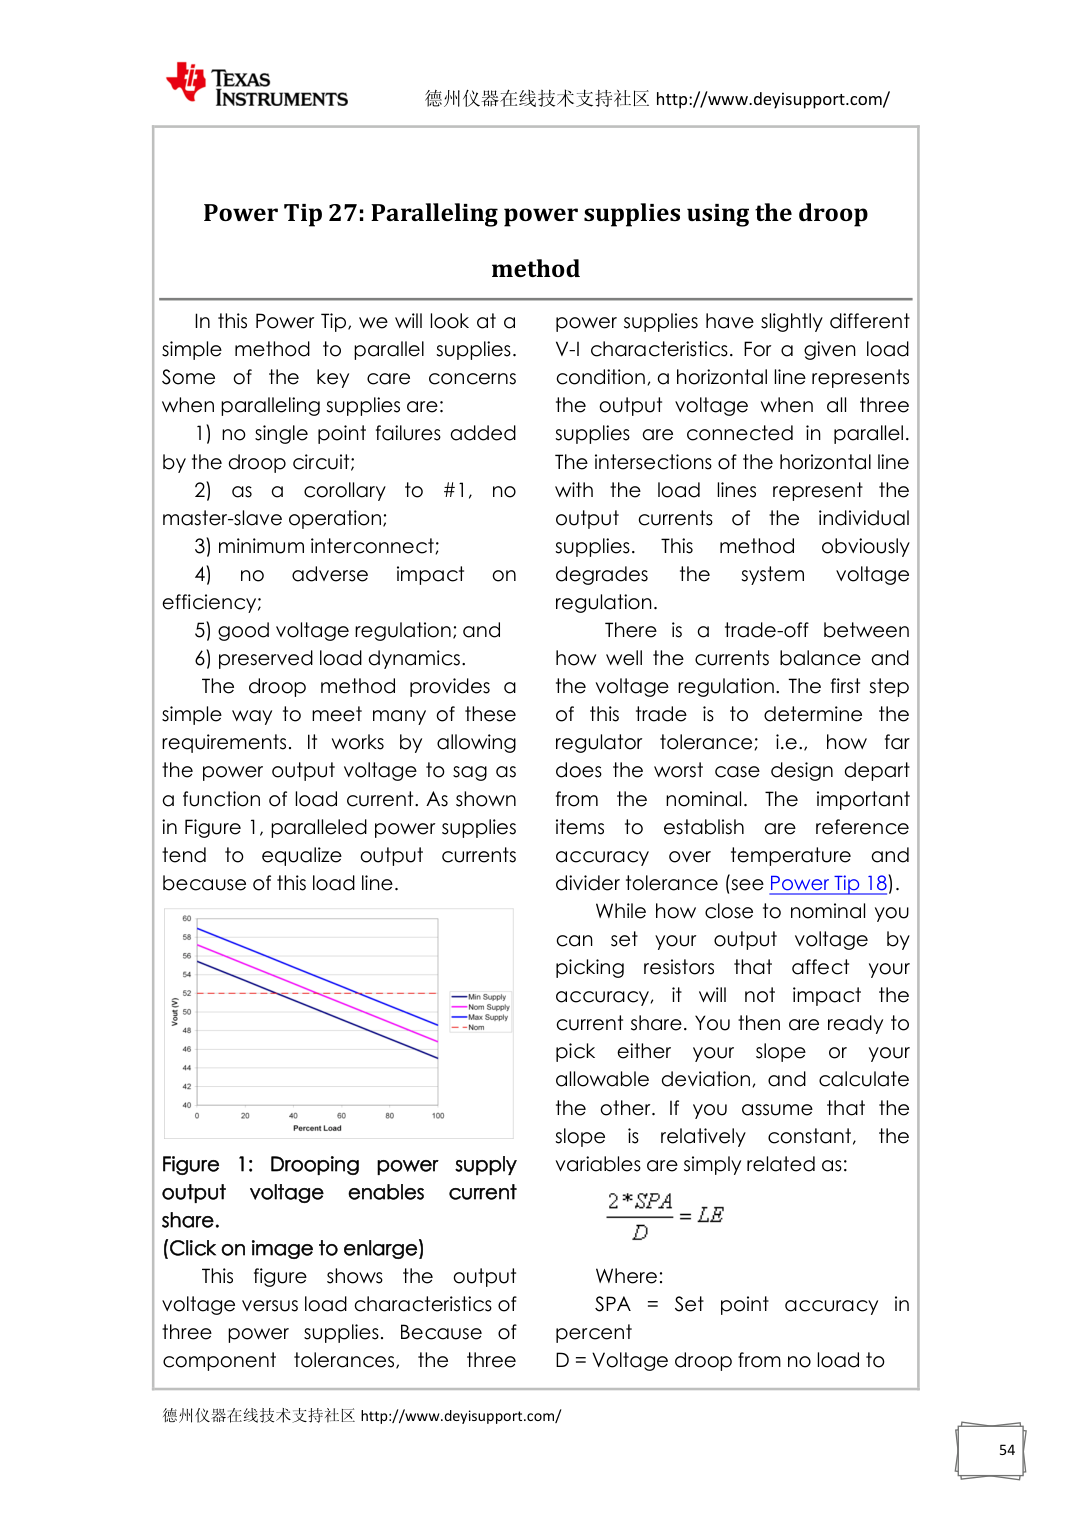 TEXAS
INSTRUMENTS
德州仪器在线技术支持社区 http://www.deyisupport.com/
Power Tip 27: Paralleling power supplies using the droop
method
In this Power Tip, we will look at a
simple method to parallel supplies.
Some of the key care concerns
when paralleling supplies are:
1) no single point failures added
by the droop circuit;
2) as a corollary to #1, no
master-slave operation;
3) minimum interconnect;
4) no adverse impact on
efficiency;
5) good voltage regulation; and
6) preserved load dynamics.
The droop method provides a
simple way to meet many of these
requirements. It works by allowing
the power output voltage to sag as
a function of load current. As shown
in Figure 1, paralleled power supplies
tend to equalize output currents
because of this load line.
60
58
56
54
52
50
48
46
44
42
40
Vout (V)
0 20 40 60 80 100
Percent Load
Min Supply
Nom Supply
Max Supply
Nom
Figure 1: Drooping power supply
output voltage enables current
share.
(Click on image to enlarge)
This figure shows the output
voltage versus load characteristics of
three power supplies. Because of
component tolerances, the three
power supplies have slightly different
V-I characteristics. For a given load
condition, a horizontal line represents
the output voltage when all three
supplies are connected in parallel.
The intersections of the horizontal line
with the load lines represent the
output currents of the individual
supplies. This method obviously
degrades the system voltage
regulation.
There is a trade-off between
how well the currents balance and
the voltage regulation. The first step
of this trade is to determine the
regulator tolerance; i.e., how far
does the worst case design depart
from the nominal. The important
items to establish are reference
accuracy over temperature and
divider tolerance (see Power Tip 18).
While how close to nominal you
can set your output voltage by
picking resistors that affect your
accuracy, it will not impact the
current share. You then are ready to
pick either your slope or your
allowable deviation, and calculate
the other. If you assume that the
slope is relatively constant, the
variables are simply related as:
2*SPA
D
= LE
Where:
SPA = Set point accuracy in
percent
D = Voltage droop from no load to
德州仪器在线技术支持社区 http://www.deyisupport.com/
54